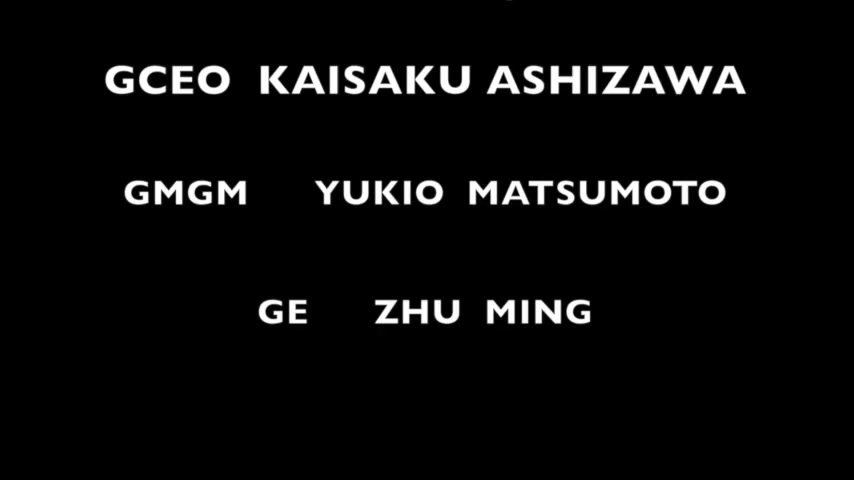 GCEO KAISAKU ASHIZAWA
GMGM YUKIO MATSUMOTO
GE ZHU MING